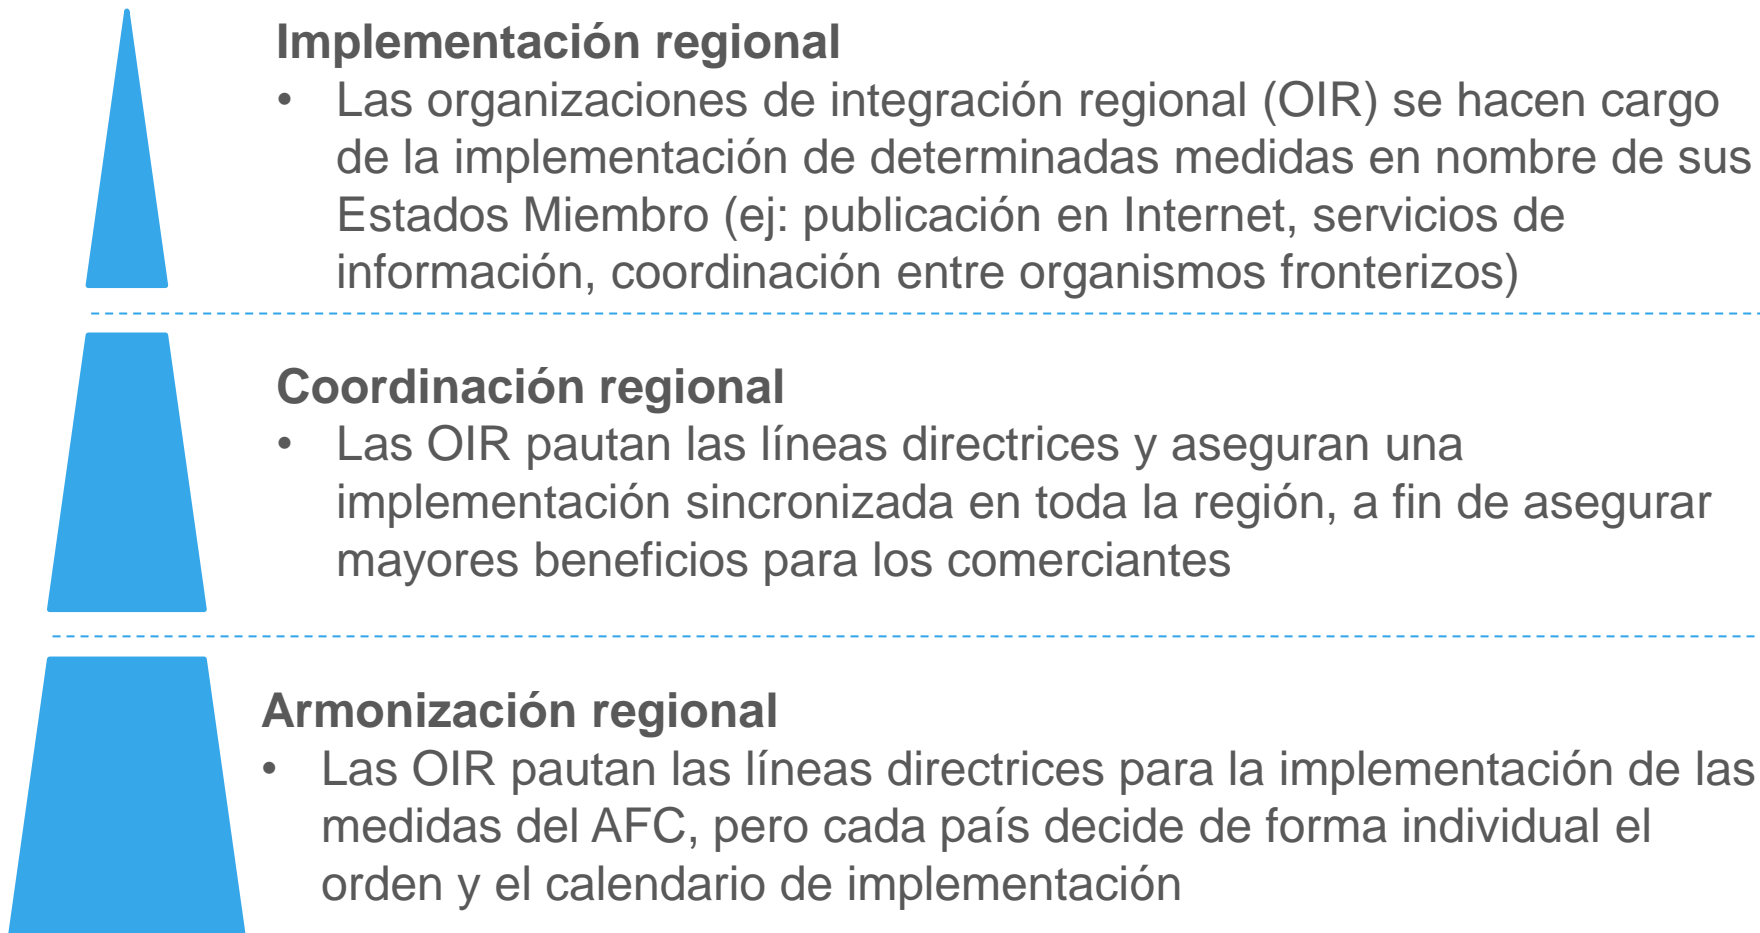 Implementación regional
• Las organizaciones de integración regional (OIR) se hacen cargo
de la implementación de determinadas medidas en nombre de sus
Estados Miembro (ej: publicación en Internet, servicios de
información, coordinación entre organismos fronterizos)
Coordinación regional
• Las OIR pautan las líneas directrices y aseguran una
implementación sincronizada en toda la región, a fin de asegurar
mayores beneficios para los comerciantes
Armonización regional
• Las OIR pautan las líneas directrices para la implementación de las
medidas del AFC, pero cada país decide de forma individual el
orden y el calendario de implementación